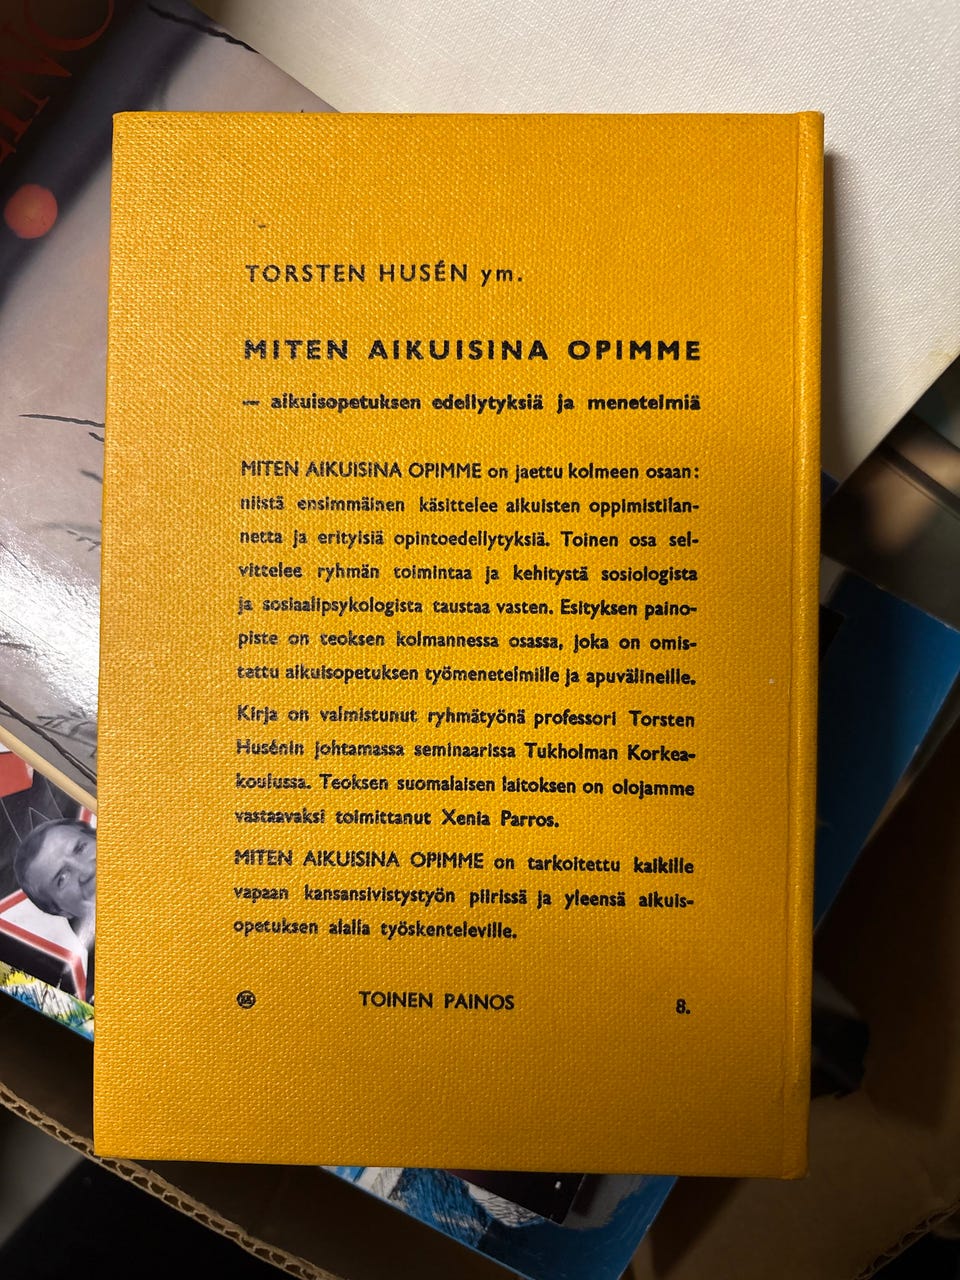 TORSTEN HUSÉN ym.
MITEN AIKUISINA OPIMME
— aikuisopetuksen edellytyksiä ja menetelmiä
MITEN AIKUISINA OPIMME on jaettu kolmeen osaan:
niistä ensimmäinen käsittelee aikuisten oppimistilan-
netta ja erityisiä opintoedellytyksiä. Toinen osa sel-
vittelee ryhmän toimintaa ja kehitystä sosiologista
ja sosiaalipsykologista taustaa vasten. Esityksen paino-
piste on teoksen kolmannessa osassa, joka on omis-
tettu aikuisopetuksen työmenetelmille ja apuvälineille.
Kirja on valmistunut ryhmätyönä professori Torsten
Husénin johtamassa seminaarissa Tukholman Korkea-
koulussa. Teoksen suomalaisen laitoksen on olojamme
vastaavaksi toimittanut Xenia Parros.
MITEN AIKUISINA OPIMME on tarkoitettu kaikille
vapaan kansansivistystyön piirissä ja yleensä aikuis-
opetuksen alalla työskenteleville.
TOINEN PAINOS 8.